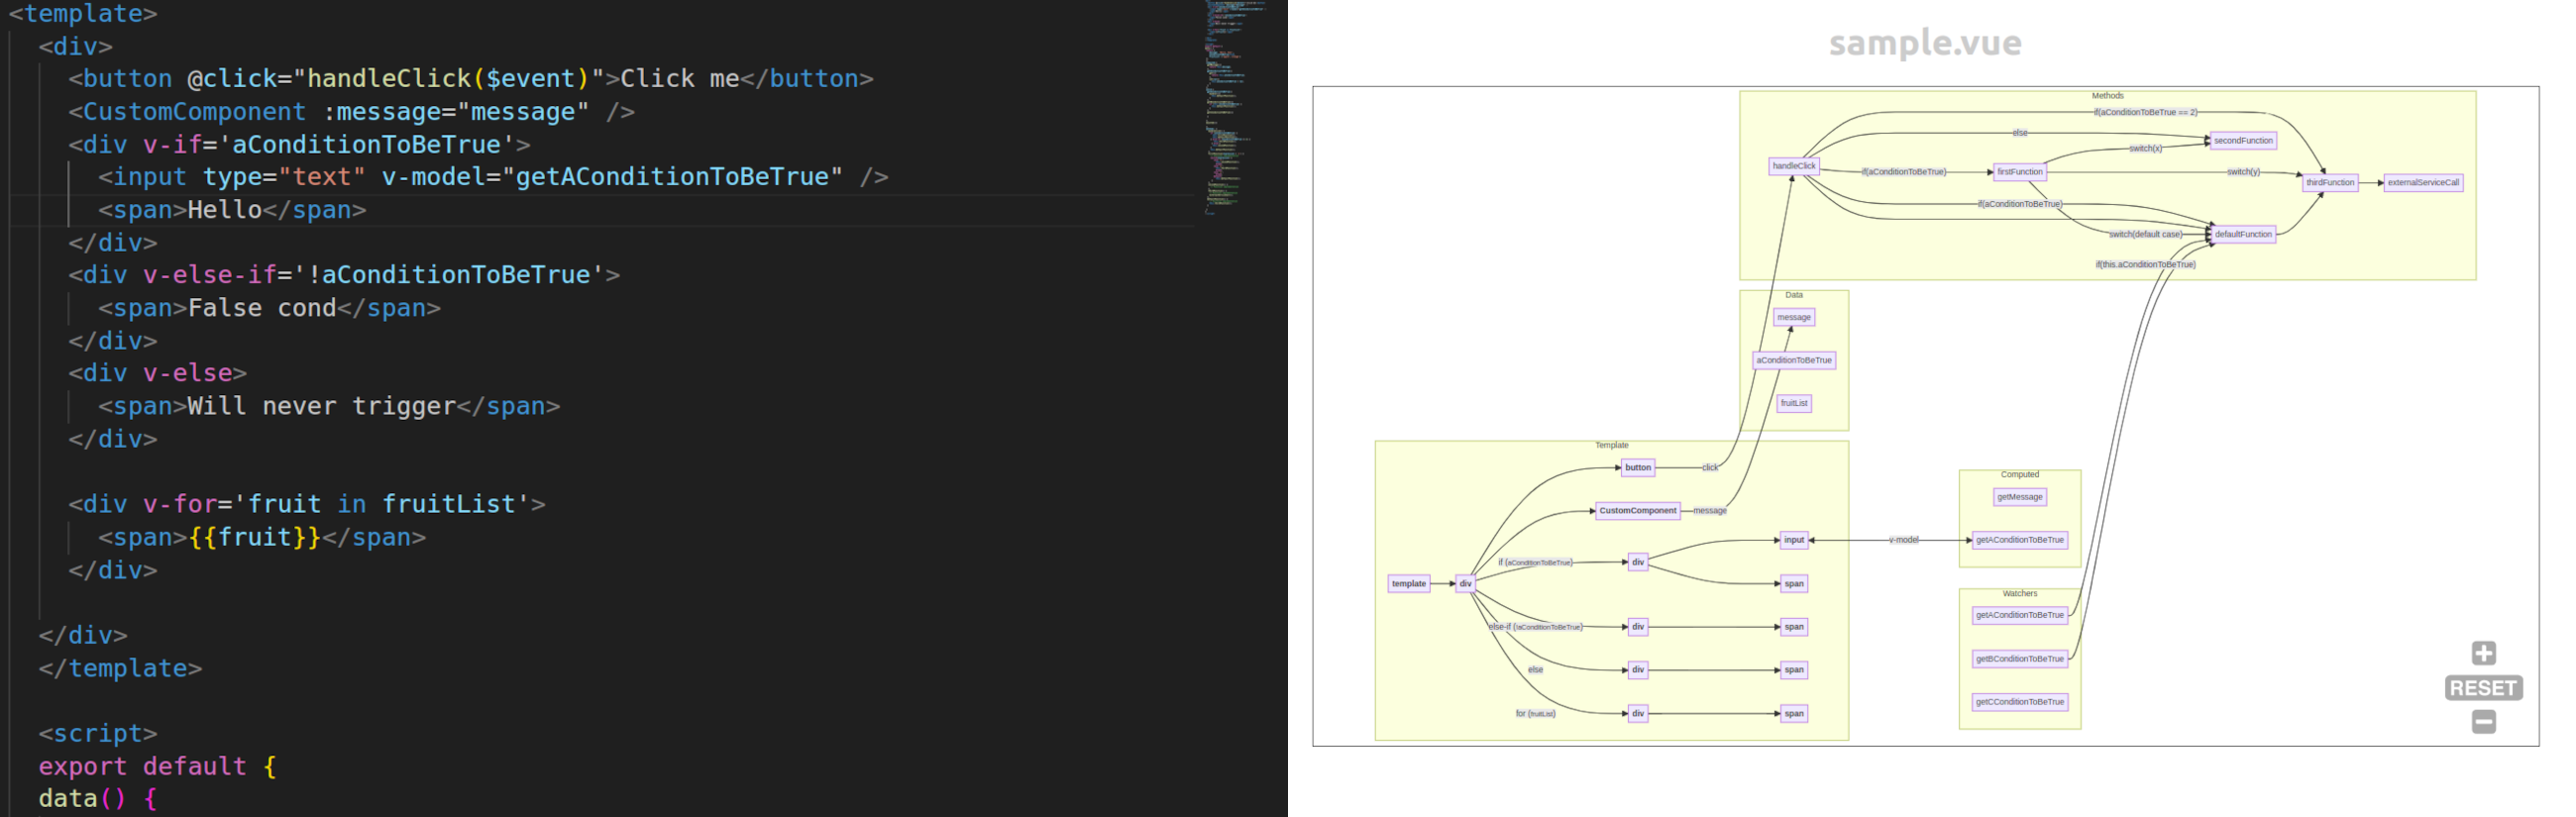 <template>
<div>
<button @click="handleClick($event)">Click me</button>
<CustomComponent :message="message" />
<div v-if='aConditionToBeTrue'>
<input type="text" v-model="getAConditionToBeTrue" />
<span>Hello</span>
</div>
<div v-else-if='!aConditionToBeTrue'>
<span>False cond</span>
</div>
<div v-else>
<span>Will never trigger</span>
</div>
<div v-for='fruit in fruitList'>
<span>{{fruit}}</span>
</div>
</div>
</template>
<script>
export default {
data() {
sample.vue
Methods
if(aConditionToBeTrue == 2)
else
secondFunction
switch(x)
handleClick
if(aConditionToBeTrue)
firstFunction
switch(y)
thirdFunction
externalServiceCall
if(aConditionToBeTrue)
switch(default case)
defaultFunction
if(this.aConditionToBeTrue)
Data
message
aConditionToBeTrue
fruitList
Template
button
click
CustomComponent
message
input
if (aConditionToBeTrue)
div
template
div
span
else-if (!aConditionToBeTrue)
div
span
else
div
span
for (fruitList)
div
span
v-model
Computed
getMessage
getAConditionToBeTrue
Watchers
getAConditionToBeTrue
getBConditionToBeTrue
getCConditionToBeTrue
RESET